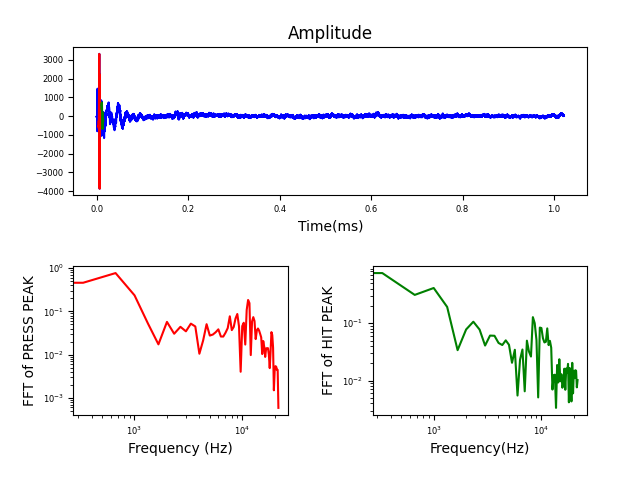 Amplitude
3000
2000
1000
0
−1000
−2000
−3000
−4000
0.0 0.2 0.4 0.6 0.8 1.0
Time(ms)
FFT of PRESS PEAK
10⁰
10⁻¹
10⁻²
10⁻³
10³ 10⁴
Frequency (Hz)
FFT of HIT PEAK
10⁻¹
10⁻²
10³ 10⁴
Frequency(Hz)